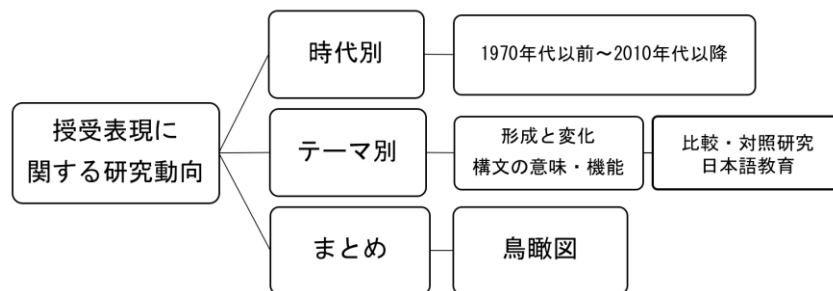 時代別
1970年代以前～2010年代以降
授受表現に
関する研究動向
テーマ別
形成と変化
構文の意味・機能
比較・対照研究
日本語教育
まとめ
鳥瞰図